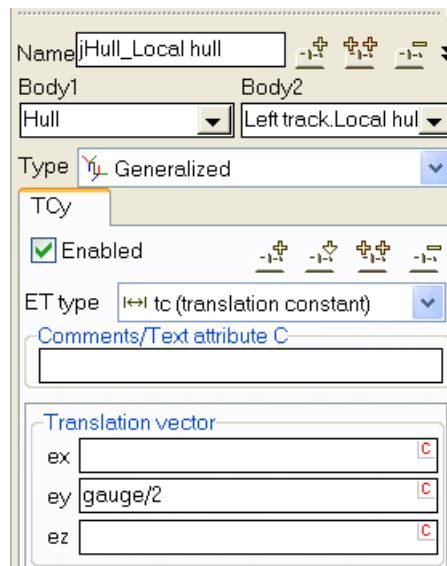 Name jHull_Local hull
Body1 Body2
Hull Left track.Local hul
Type Generalized
TCy
Enabled
ET type tc (translation constant)
Comments/Text attribute C
Translation vector
ex C
ey gauge/2 C
ez C